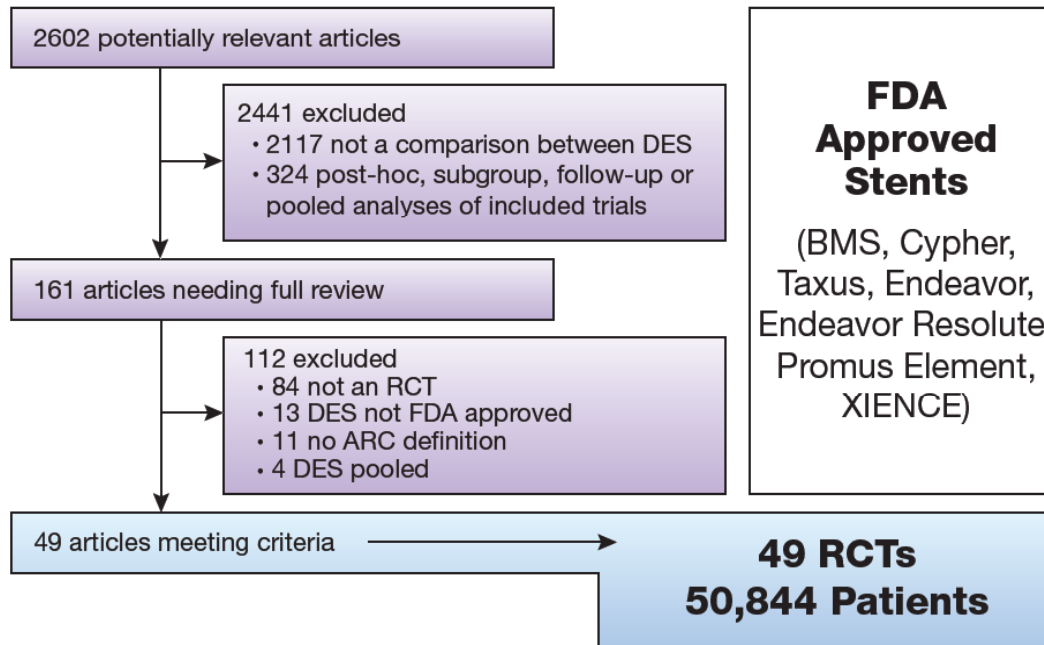 2602 potentially relevant articles
2441 excluded
• 2117 not a comparison between DES
• 324 post-hoc, subgroup, follow-up or
pooled analyses of included trials
161 articles needing full review
112 excluded
• 84 not an RCT
• 13 DES not FDA approved
• 11 no ARC definition
• 4 DES pooled
49 articles meeting criteria
49 RCTs
50,844 Patients
FDA
Approved
Stents
(BMS, Cypher,
Taxus, Endeavor,
Endeavor Resolute
Promus Element,
XIENCE)